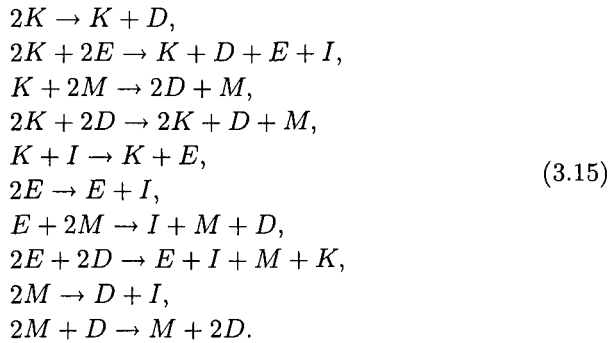 2K → K + D,
2K + 2E → K + D + E + I,
K + 2M → 2D + M,
2K + 2D → 2K + D + M,
K + I → K + E,
(3.15)
2E → E + I,
E + 2M → I + M + D,
2E + 2D → E + I + M + K,
2M → D + I,
2M + D → M + 2D.